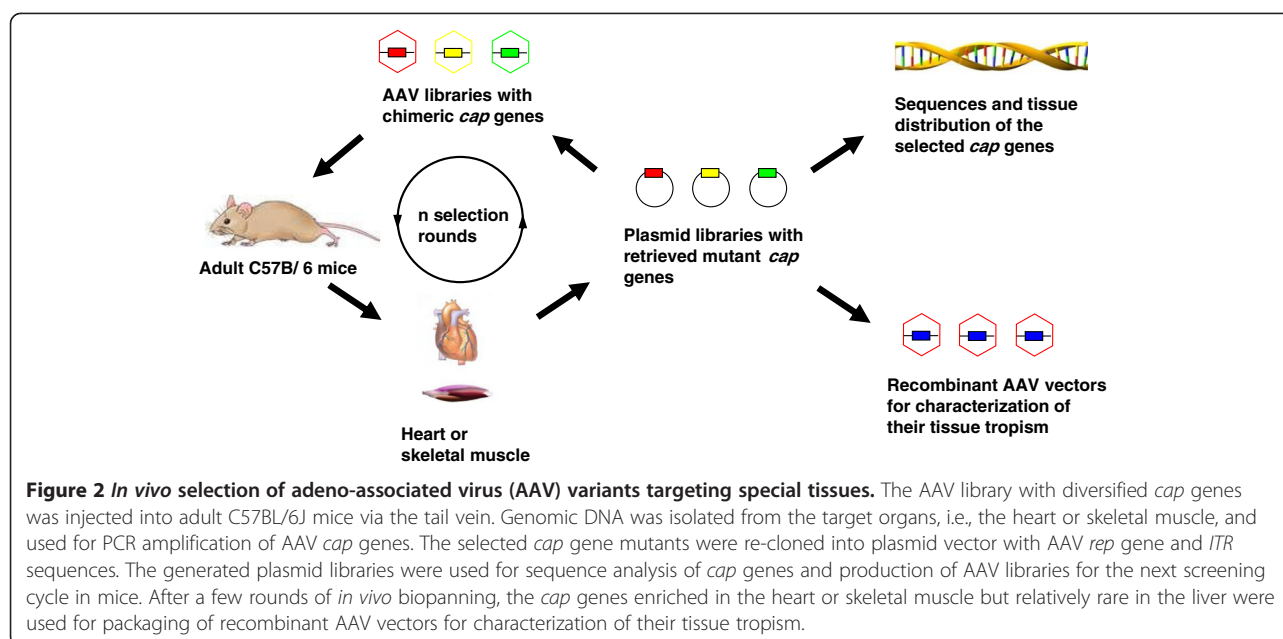 AAV libraries with
chimeric cap genes
Sequences and tissue
distribution of the
selected cap genes
n selection
rounds
Adult C57B/ 6 mice
Plasmid libraries with
retrieved mutant cap
genes
Heart or
skeletal muscle
Recombinant AAV vectors
for characterization of
their tissue tropism
Figure 2 In vivo selection of adeno-associated virus (AAV) variants targeting special tissues. The AAV library with diversified cap genes
was injected into adult C57BL/6J mice via the tail vein. Genomic DNA was isolated from the target organs, i.e., the heart or skeletal muscle, and
used for PCR amplification of AAV cap genes. The selected cap gene mutants were re-cloned into plasmid vector with AAV rep gene and ITR
sequences. The generated plasmid libraries were used for sequence analysis of cap genes and production of AAV libraries for the next screening
cycle in mice. After a few rounds of in vivo biopanning, the cap genes enriched in the heart or skeletal muscle but relatively rare in the liver were
used for packaging of recombinant AAV vectors for characterization of their tissue tropism.